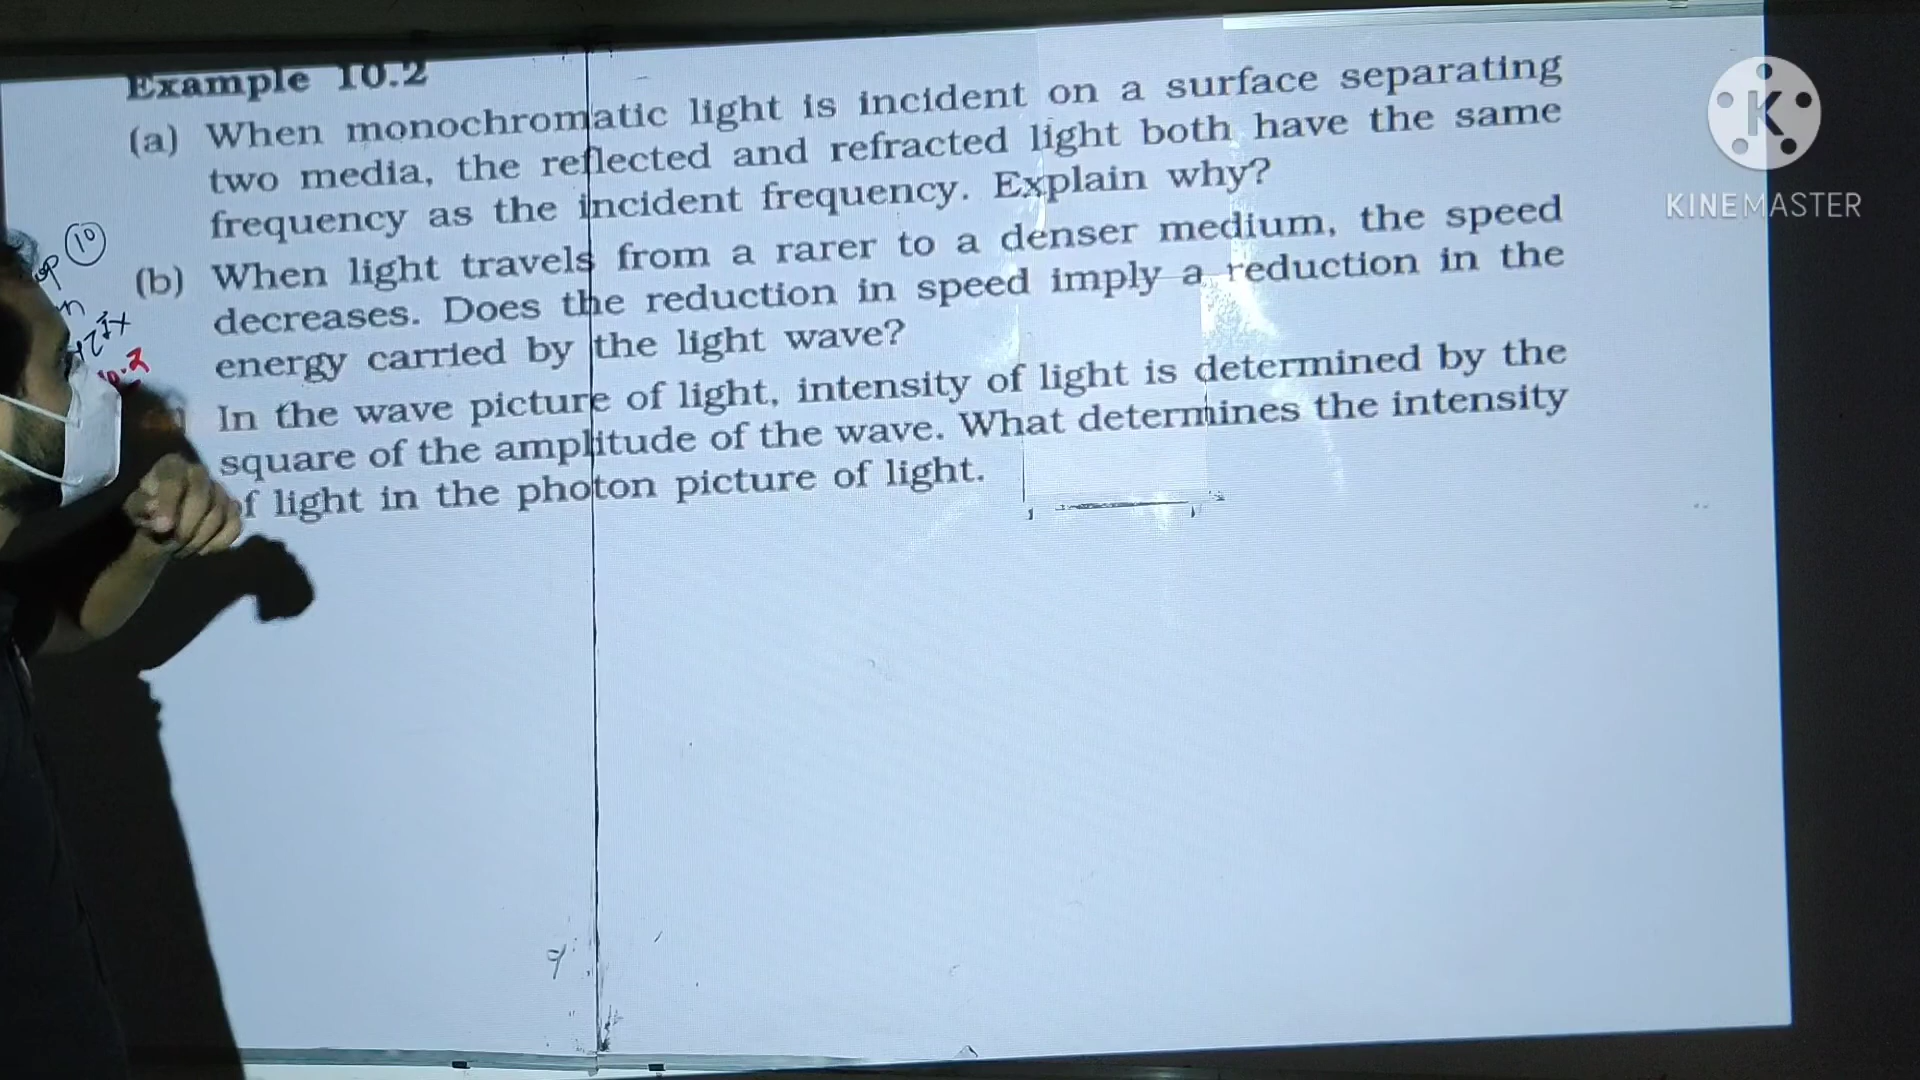 Example 10.2
(a) When monochromatic light is incident on a surface separating
two media, the reflected and refracted light both have the same
frequency as the incident frequency. Explain why?
(b) When light travels from a rarer to a denser medium, the speed
decreases. Does the reduction in speed imply a reduction in the
energy carried by the light wave?
In the wave picture of light, intensity of light is determined by the
square of the amplitude of the wave. What determines the intensity
of light in the photon picture of light.
10
K
KINEMASTER